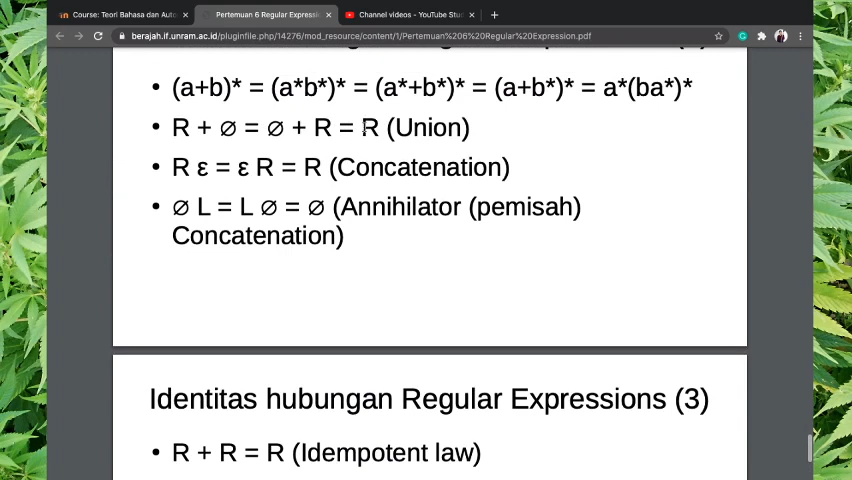 Course: Teori Bahasa dan Auto
Pertemuan 6 Regular Expressi
Channel videos - YouTube Stud
berajah.if.unram.ac.id/pluginfile.php/14276/mod_resource/content/1/Pertemuan%206%20Regular%20Expression.pdf
• (a+b)* = (a*b*)* = (a*+b*)* = (a+b*)* = a*(ba*)*
• R + ∅ = ∅ + R = R (Union)
• R ε = ε R = R (Concatenation)
• ∅ L = L ∅ = ∅ (Annihilator (pemisah)
Concatenation)
Identitas hubungan Regular Expressions (3)
• R + R = R (Idempotent law)